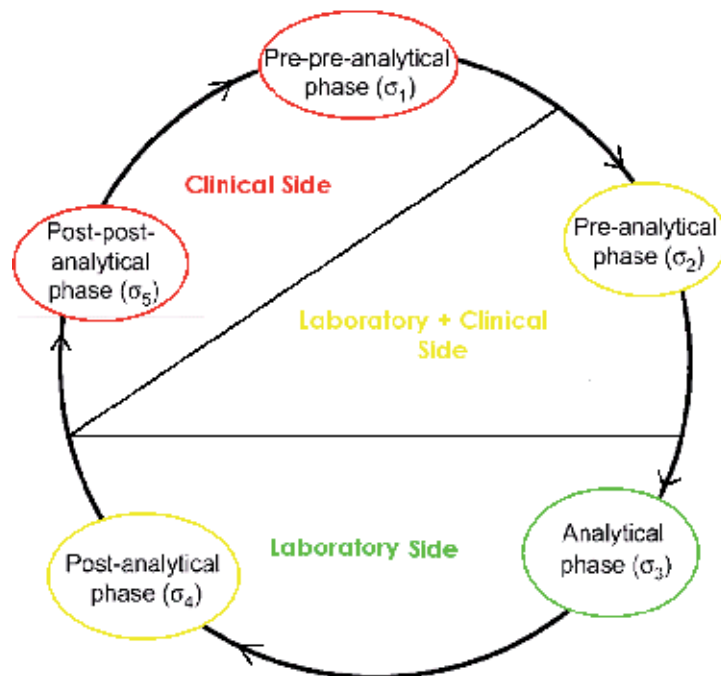 Pre-pre-analytical
phase (σ₁)
Clinical Side
Post-post-
analytical
phase (σ₅)
Pre-analytical
phase (σ₂)
Laboratory + Clinical
Side
Analytical
phase (σ₃)
Laboratory Side
Post-analytical
phase (σ₄)